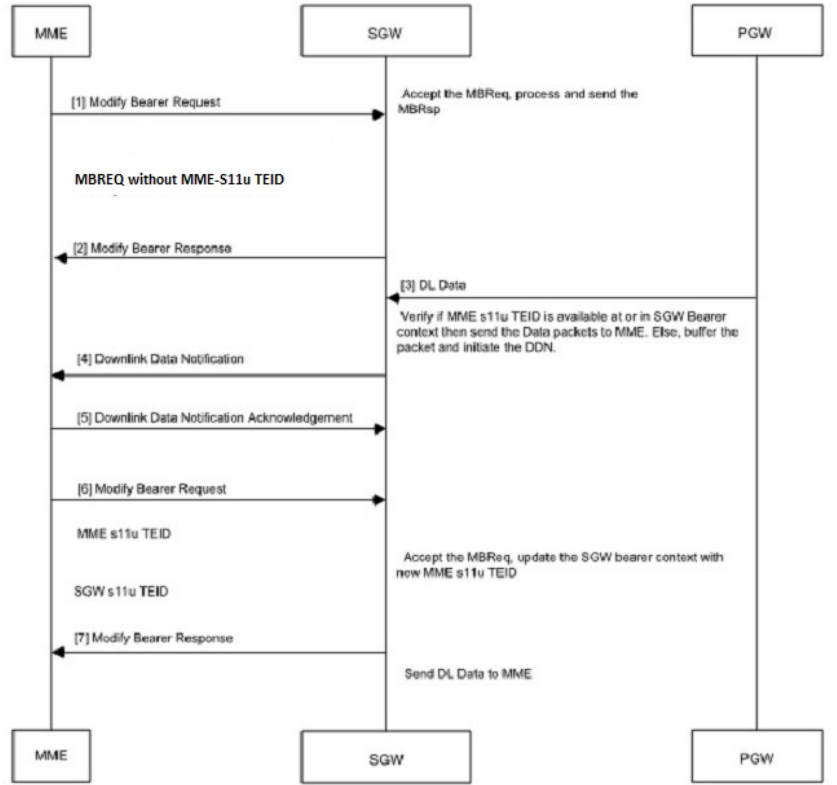 MME
SGW
PGW
[1] Modify Bearer Request
Accept the MBReq, process and send the
MBRsp
MBREQ without MME-S11u TEID
[2] Modify Bearer Response
[3] DL Data
Verify if MME s11u TEID is available at or in SGW Bearer
context then send the Data packets to MME. Else, buffer the
packet and initiate the DDN.
[4] Downlink Data Notification
[5] Downlink Data Notification Acknowledgement
[6] Modify Bearer Request
MME s11u TEID
Accept the MBReq, update the SGW bearer context with
new MME s11u TEID
SGW s11u TEID
[7] Modify Bearer Response
Send DL Data to MME
MME
SGW
PGW